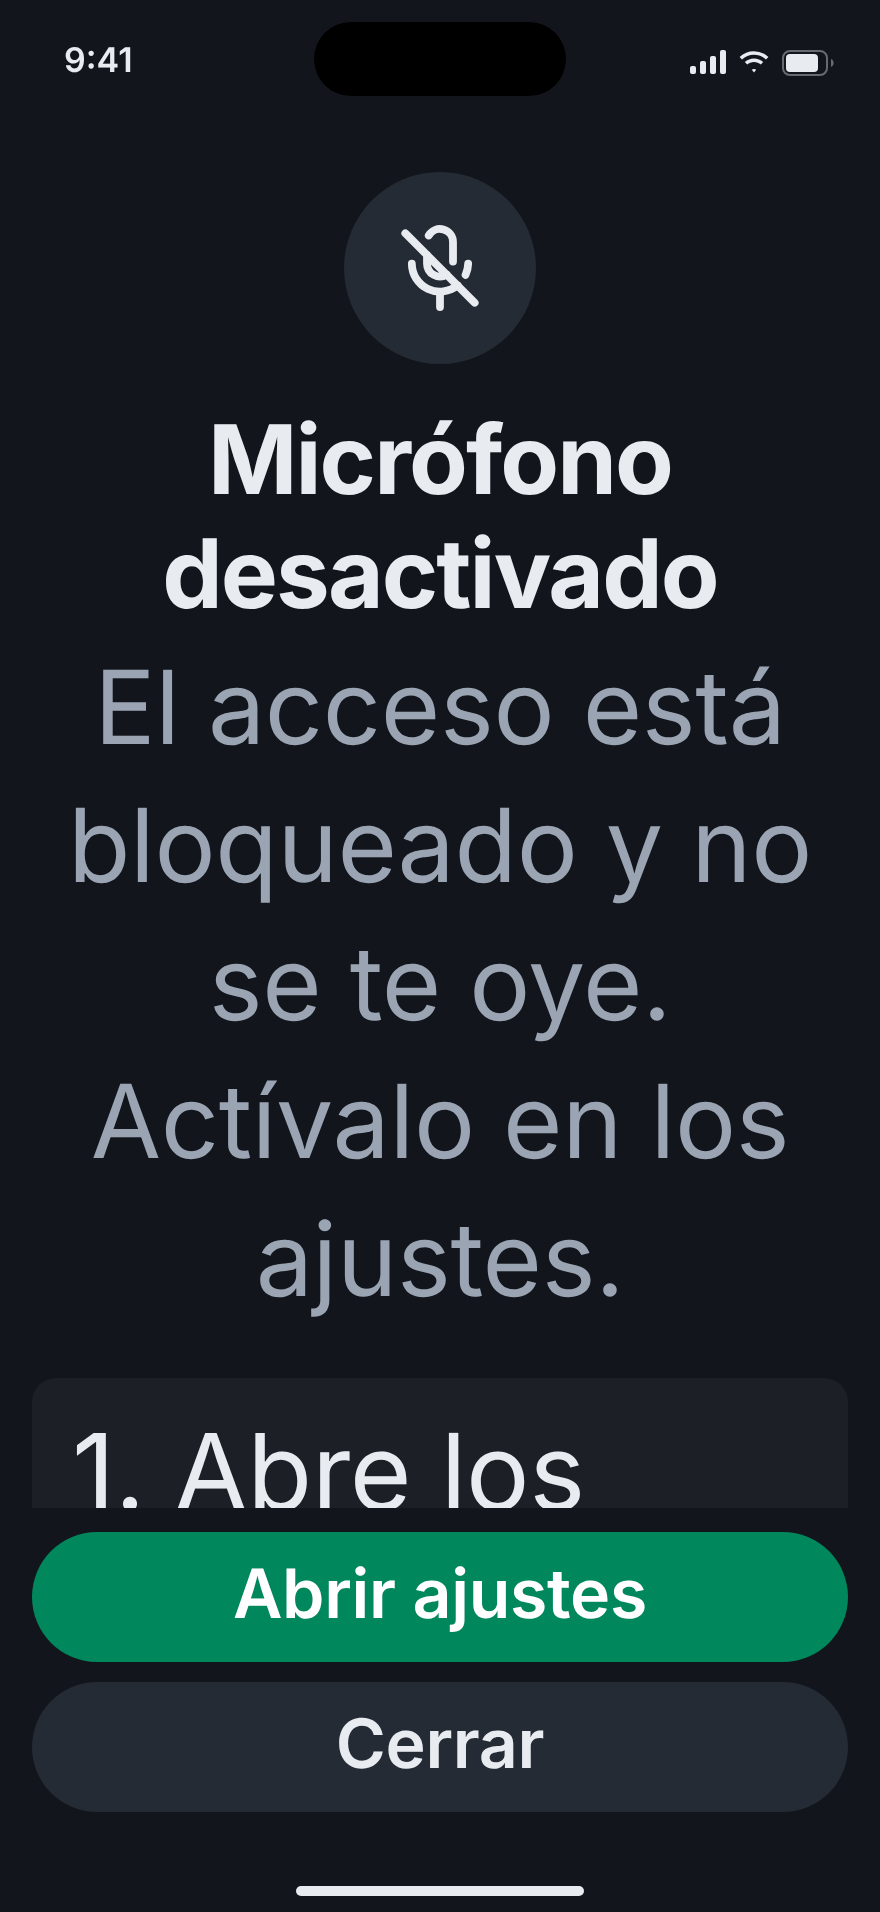 9:41
Micrófono
desactivado
El acceso está
bloqueado y no
se te oye.
Actívalo en los
ajustes.
1. Abre los
Abrir ajustes
Cerrar